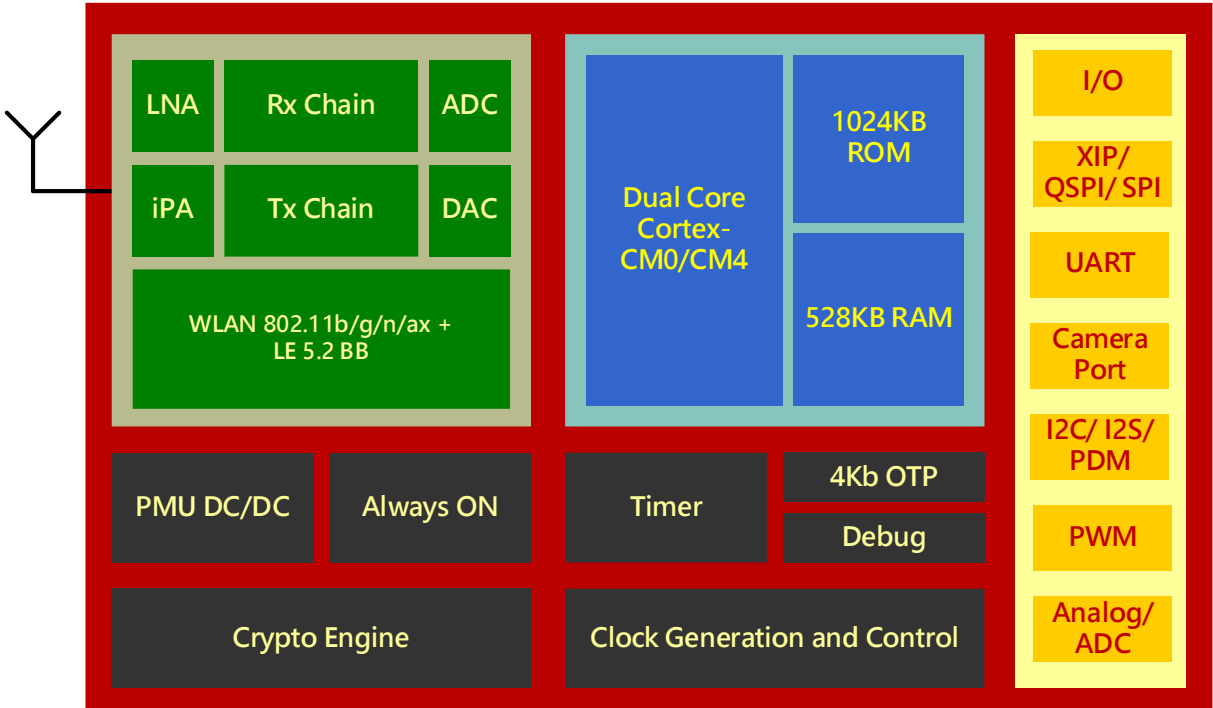 LNA
Rx Chain
ADC
iPA
Tx Chain
DAC
WLAN 802.11b/g/n/ax +
LE 5.2 BB
Dual Core
Cortex-
CM0/CM4
1024KB
ROM
528KB RAM
I/O
XIP/
QSPI/ SPI
UART
Camera
Port
I2C/ I2S/
PDM
PWM
Analog/
ADC
PMU DC/DC
Always ON
Timer
4Kb OTP
Debug
Crypto Engine
Clock Generation and Control